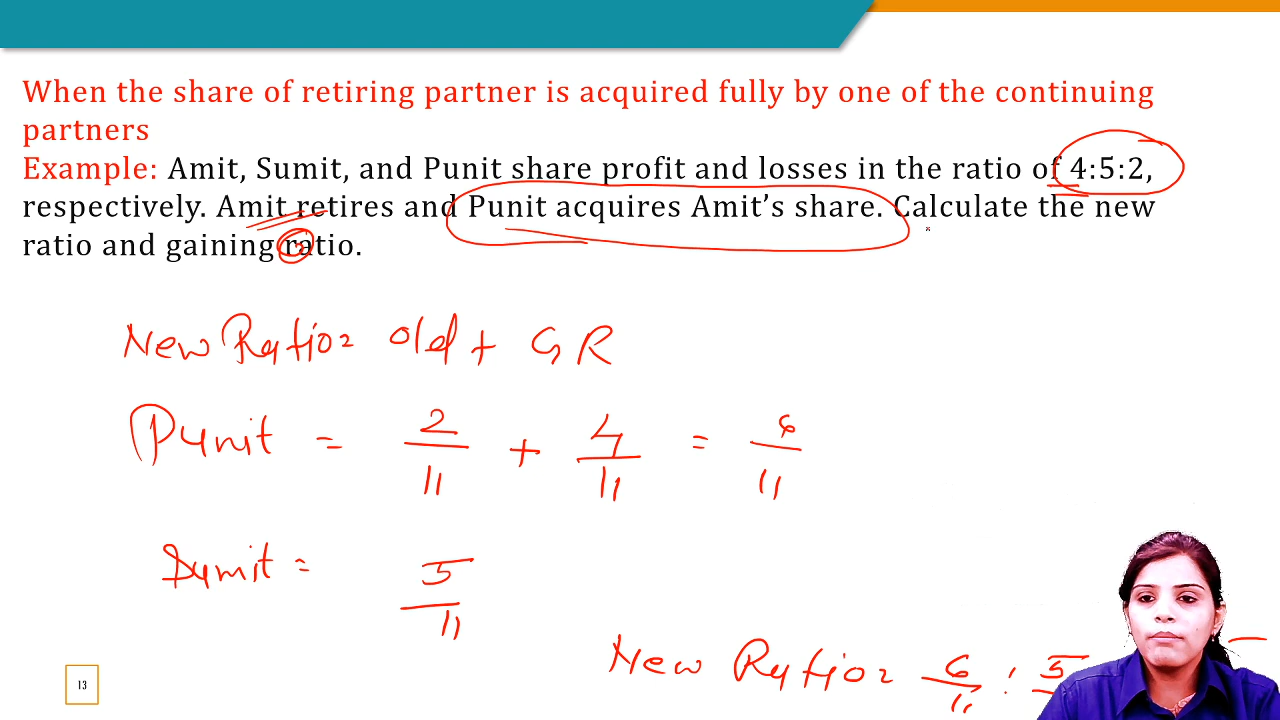 When the share of retiring partner is acquired fully by one of the continuing
partners
Example: Amit, Sumit, and Punit share profit and losses in the ratio of 4:5:2,
respectively. Amit retires and Punit acquires Amit’s share. Calculate the new
ratio and gaining ratio.
New Ratio = Old + GR
Punit = 2/11 + 4/11 = 6/11
Sumit = 5/11
New Ratio = 6/11 : 5
13